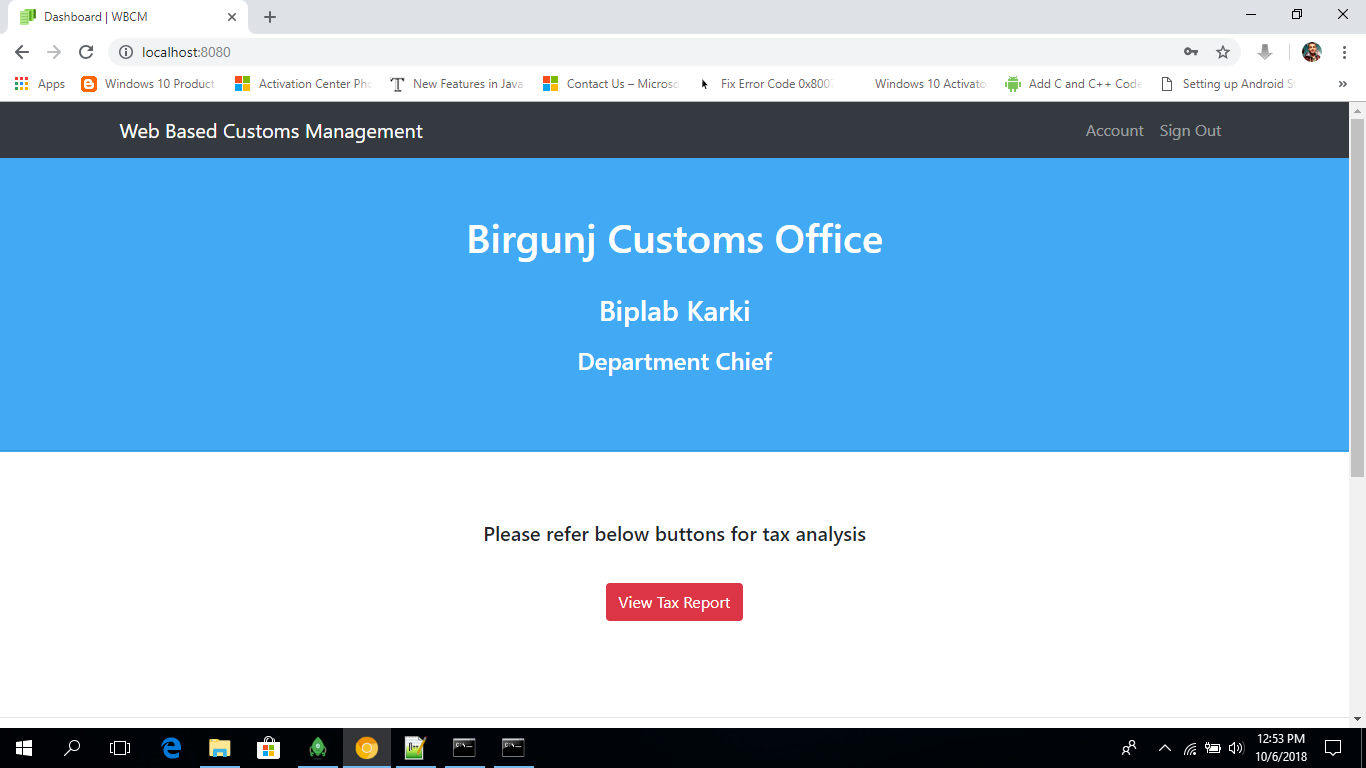 Dashboard | WBCM
localhost:8080
Apps
Windows 10 Product
Activation Center Pho
New Features in Java
Contact Us – Microso
Fix Error Code 0x8007
Windows 10 Activato
Add C and C++ Code
Setting up Android S
Web Based Customs Management
Account
Sign Out
Birgunj Customs Office
Biplab Karki
Department Chief
Please refer below buttons for tax analysis
View Tax Report
12:53 PM
10/6/2018